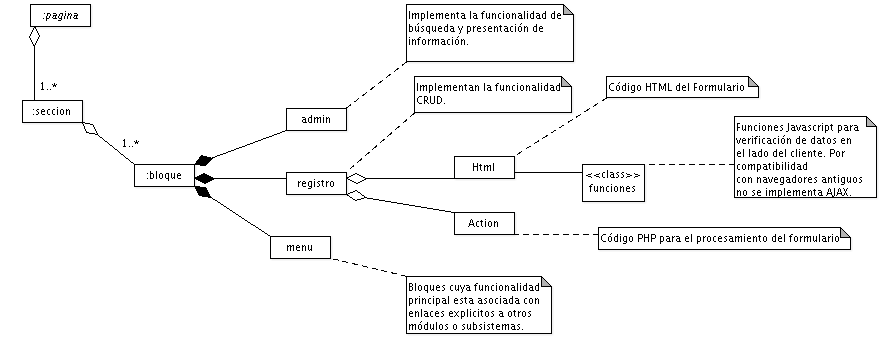 :pagina
1..*
:seccion
1..*
:bloque
admin
registro
menu
Html
Action
<<class>>
funciones
Implementa la funcionalidad de
búsqueda y presentación de
información.
Implementan la funcionalidad
CRUD.
Código HTML del Formulario
Funciones Javascript para
verificación de datos en
el lado del cliente. Por
compatibilidad
con navegadores antiguos
no se implementa AJAX.
Código PHP para el procesamiento del formulario
Bloques cuya funcionalidad
principal esta asociada con
enlaces explicitos a otros
módulos o subsistemas.